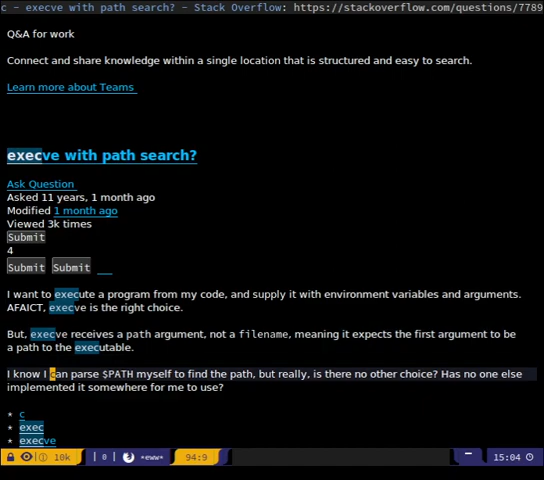 c - execve with path search? - Stack Overflow: https://stackoverflow.com/questions/7789
Q&A for work
Connect and share knowledge within a single location that is structured and easy to search.
Learn more about Teams
execve with path search?
Ask Question
Asked 11 years, 1 month ago
Modified 1 month ago
Viewed 3k times
Submit
4
Submit Submit
I want to execute a program from my code, and supply it with environment variables and arguments.
AFAICT, execve is the right choice.
But, execve receives a path argument, not a filename, meaning it expects the first argument to be
a path to the executable.
I know I can parse $PATH myself to find the path, but really, is there no other choice? Has no one else
implemented it somewhere for me to use?
* c
* exec
* execve
10k | 0 | *eww* 94:9 15:04